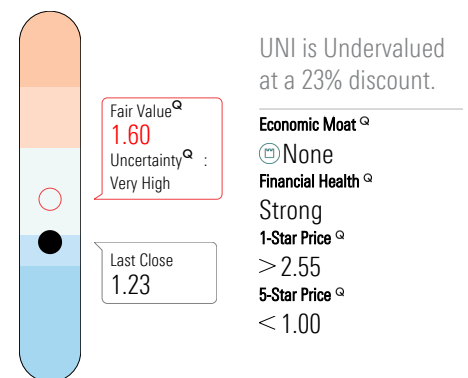 Fair Value Q
1.60
Uncertainty Q :
Very High
Last Close
1.23
UNI is Undervalued
at a 23% discount.
Economic Moat Q
None
Financial Health Q
Strong
1-Star Price Q
>2.55
5-Star Price Q
<1.00